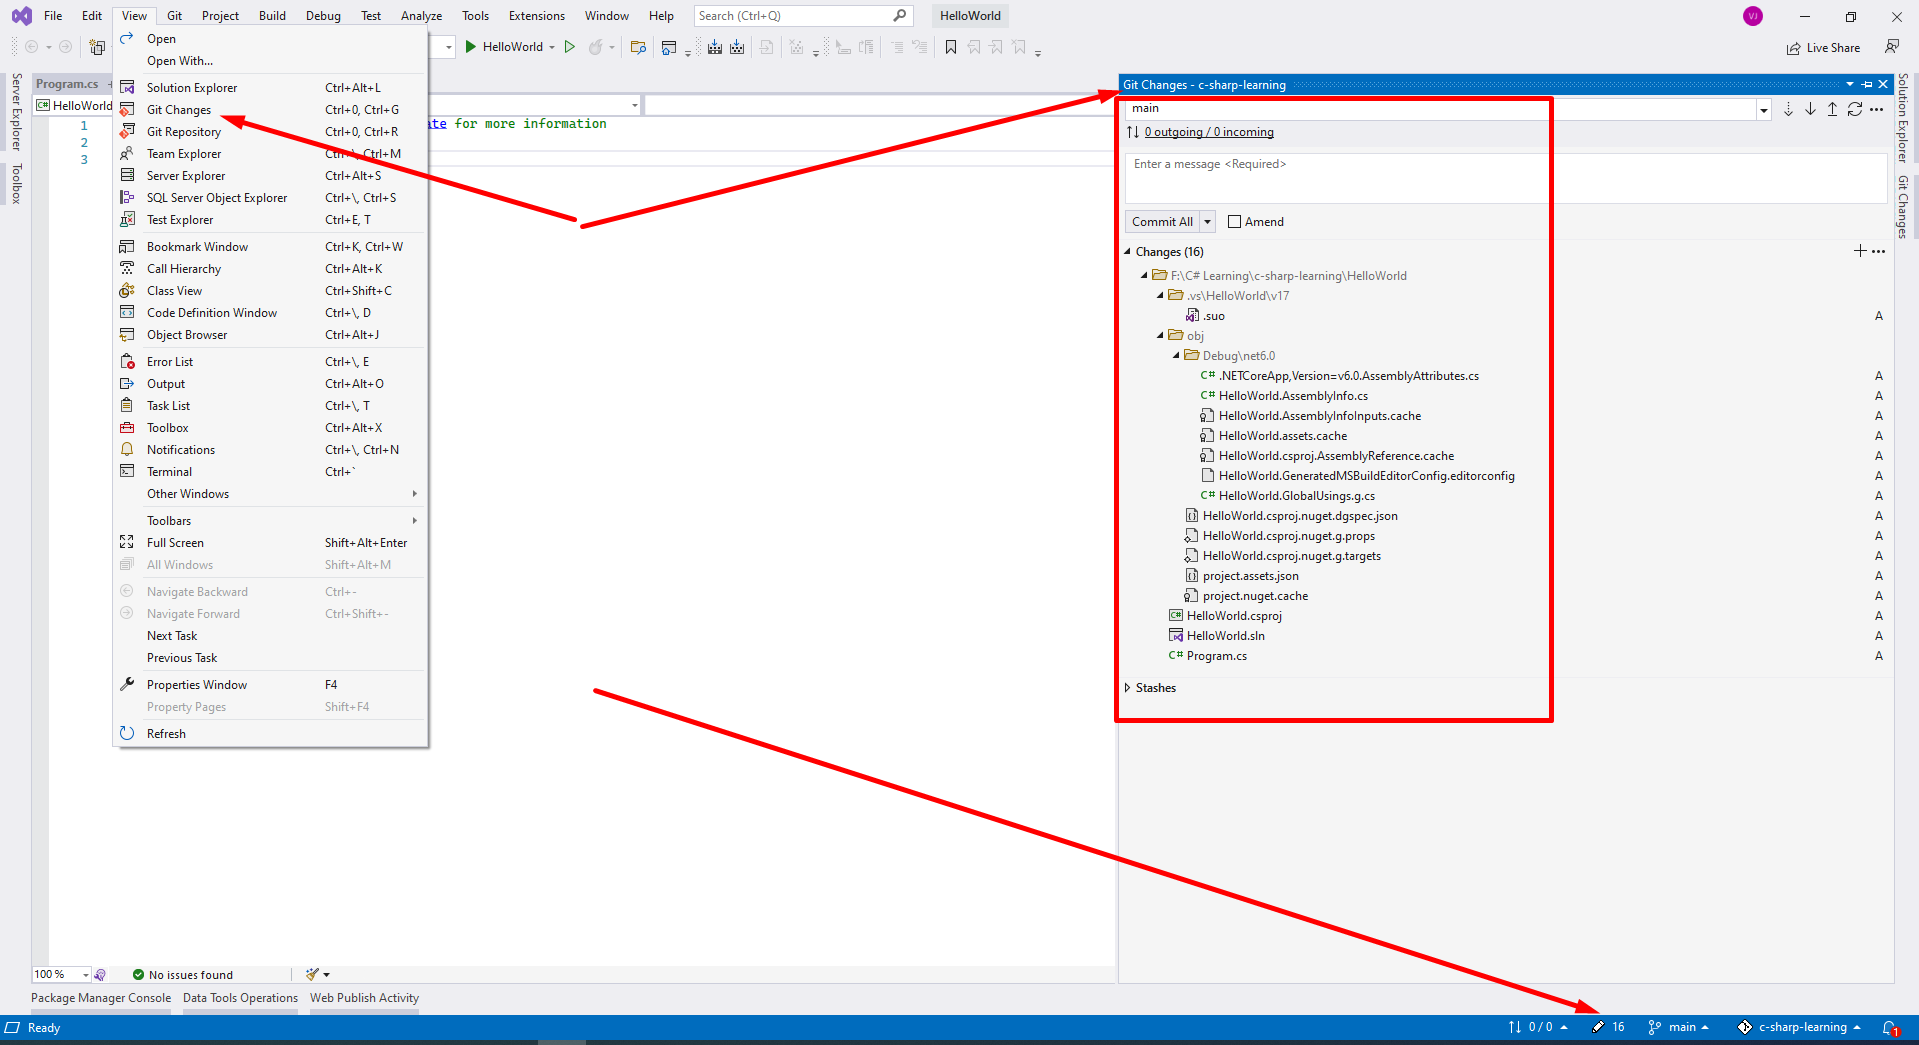 File Edit View Git Project Build Debug Test Analyze Tools Extensions Window Help Search (Ctrl+Q) HelloWorld VJ
HelloWorld Live Share
Program.cs
HelloWorld
1 ate for more information
2
3
Server Explorer
Toolbox
Open
Open With...
Solution Explorer Ctrl+Alt+L
Git Changes Ctrl+0, Ctrl+G
Git Repository Ctrl+0, Ctrl+R
Team Explorer Ctrl+\, Ctrl+M
Server Explorer Ctrl+Alt+S
SQL Server Object Explorer Ctrl+\, Ctrl+S
Test Explorer Ctrl+E, T
Bookmark Window Ctrl+K, Ctrl+W
Call Hierarchy Ctrl+Alt+K
Class View Ctrl+Shift+C
Code Definition Window Ctrl+\, D
Object Browser Ctrl+Alt+J
Error List Ctrl+\, E
Output Ctrl+Alt+O
Task List Ctrl+\, T
Toolbox Ctrl+Alt+X
Notifications Ctrl+\, Ctrl+N
Terminal Ctrl+`
Other Windows
Toolbars
Full Screen Shift+Alt+Enter
All Windows Shift+Alt+M
Navigate Backward Ctrl+-
Navigate Forward Ctrl+Shift+-
Next Task
Previous Task
Properties Window F4
Property Pages Shift+F4
Refresh
Git Changes - c-sharp-learning
main
0 outgoing / 0 incoming
Enter a message <Required>
Commit All Amend
Changes (16)
F:\C# Learning\c-sharp-learning\HelloWorld
.vs\HelloWorld\v17
.suo A
obj
Debug\net6.0
C# .NETCoreApp,Version=v6.0.AssemblyAttributes.cs A
C# HelloWorld.AssemblyInfo.cs A
HelloWorld.AssemblyInfoInputs.cache A
HelloWorld.assets.cache A
HelloWorld.csproj.AssemblyReference.cache A
HelloWorld.GeneratedMSBuildEditorConfig.editorconfig A
C# HelloWorld.GlobalUsings.g.cs A
HelloWorld.csproj.nuget.dgspec.json A
HelloWorld.csproj.nuget.g.props A
HelloWorld.csproj.nuget.g.targets A
project.assets.json A
project.nuget.cache A
C# HelloWorld.csproj A
HelloWorld.sln A
C# Program.cs A
Stashes
Solution Explorer
Git Changes
100 % No issues found
Package Manager Console Data Tools Operations Web Publish Activity
Ready 0 / 0 16 main c-sharp-learning 1